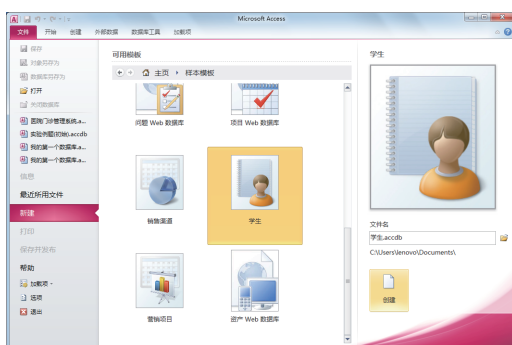 Microsoft Access
文件 开始 创建 外部数据 数据库工具 加载项
保存
对象另存为
数据库另存为
打开
关闭数据库
医院门诊管理系统.a...
实验例题(初始).accdb
我的第一个数据库.a...
我的第一个数据库.a...
信息
最近所用文件
新建
打印
保存并发布
帮助
加载项
选项
退出
可用模板
主页 样本模板
问题 Web 数据库 项目 Web 数据库
销售渠道 学生
营销项目 资产 Web 数据库
学生
文件名
学生.accdb
C:\Users\lenovo\Documents\
创建